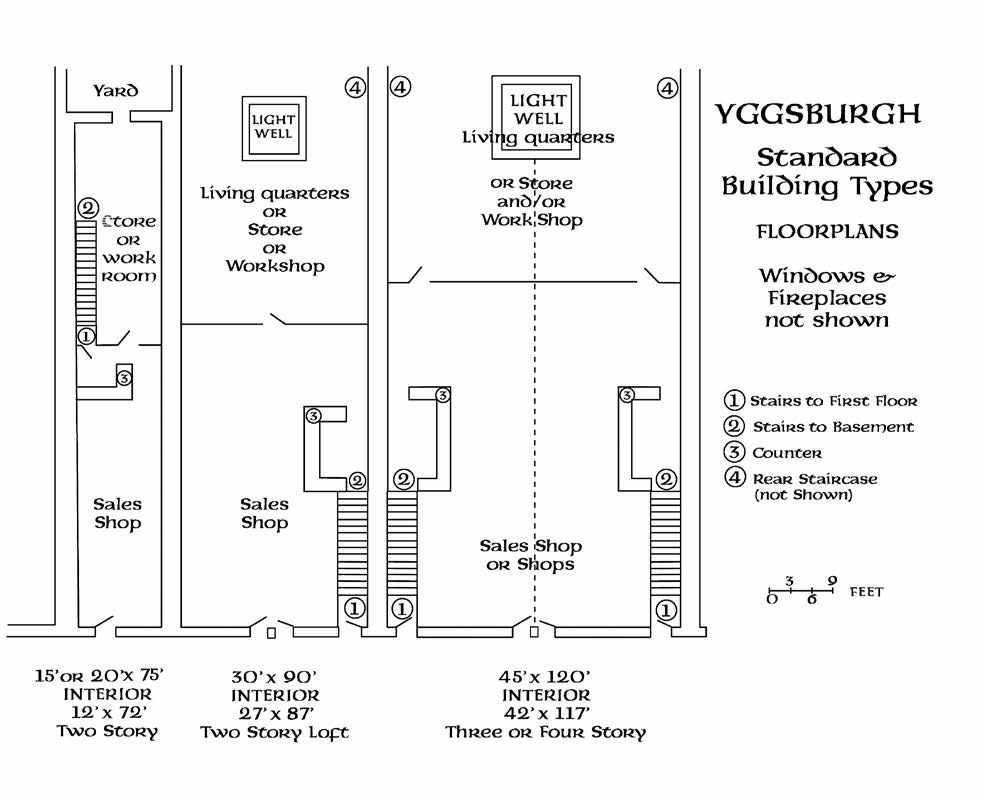 Yard
2
Store
or
work
room
1
3
Sales
Shop
LIGHT
WELL
4
Living quarters
or
Store
or
Workshop
3
2
Sales
Shop
1
4
LIGHT
WELL
4
Living quarters
or Store
and/or
Work Shop
3
3
2
2
Sales Shop
or Shops
1
1
15' or 20'x 75'
INTERIOR
12' x 72'
Two Story
30' x 90'
INTERIOR
27' x 87'
Two Story Loft
45' x 120'
INTERIOR
42' x 117'
Three or Four Story
YGGSBURGH
Standard
Building Types
FLOORPLANS
Windows &
Fireplaces
not shown
1 Stairs to First Floor
2 Stairs to Basement
3 Counter
4 Rear Staircase
(not Shown)
3 9
0 6 FEET